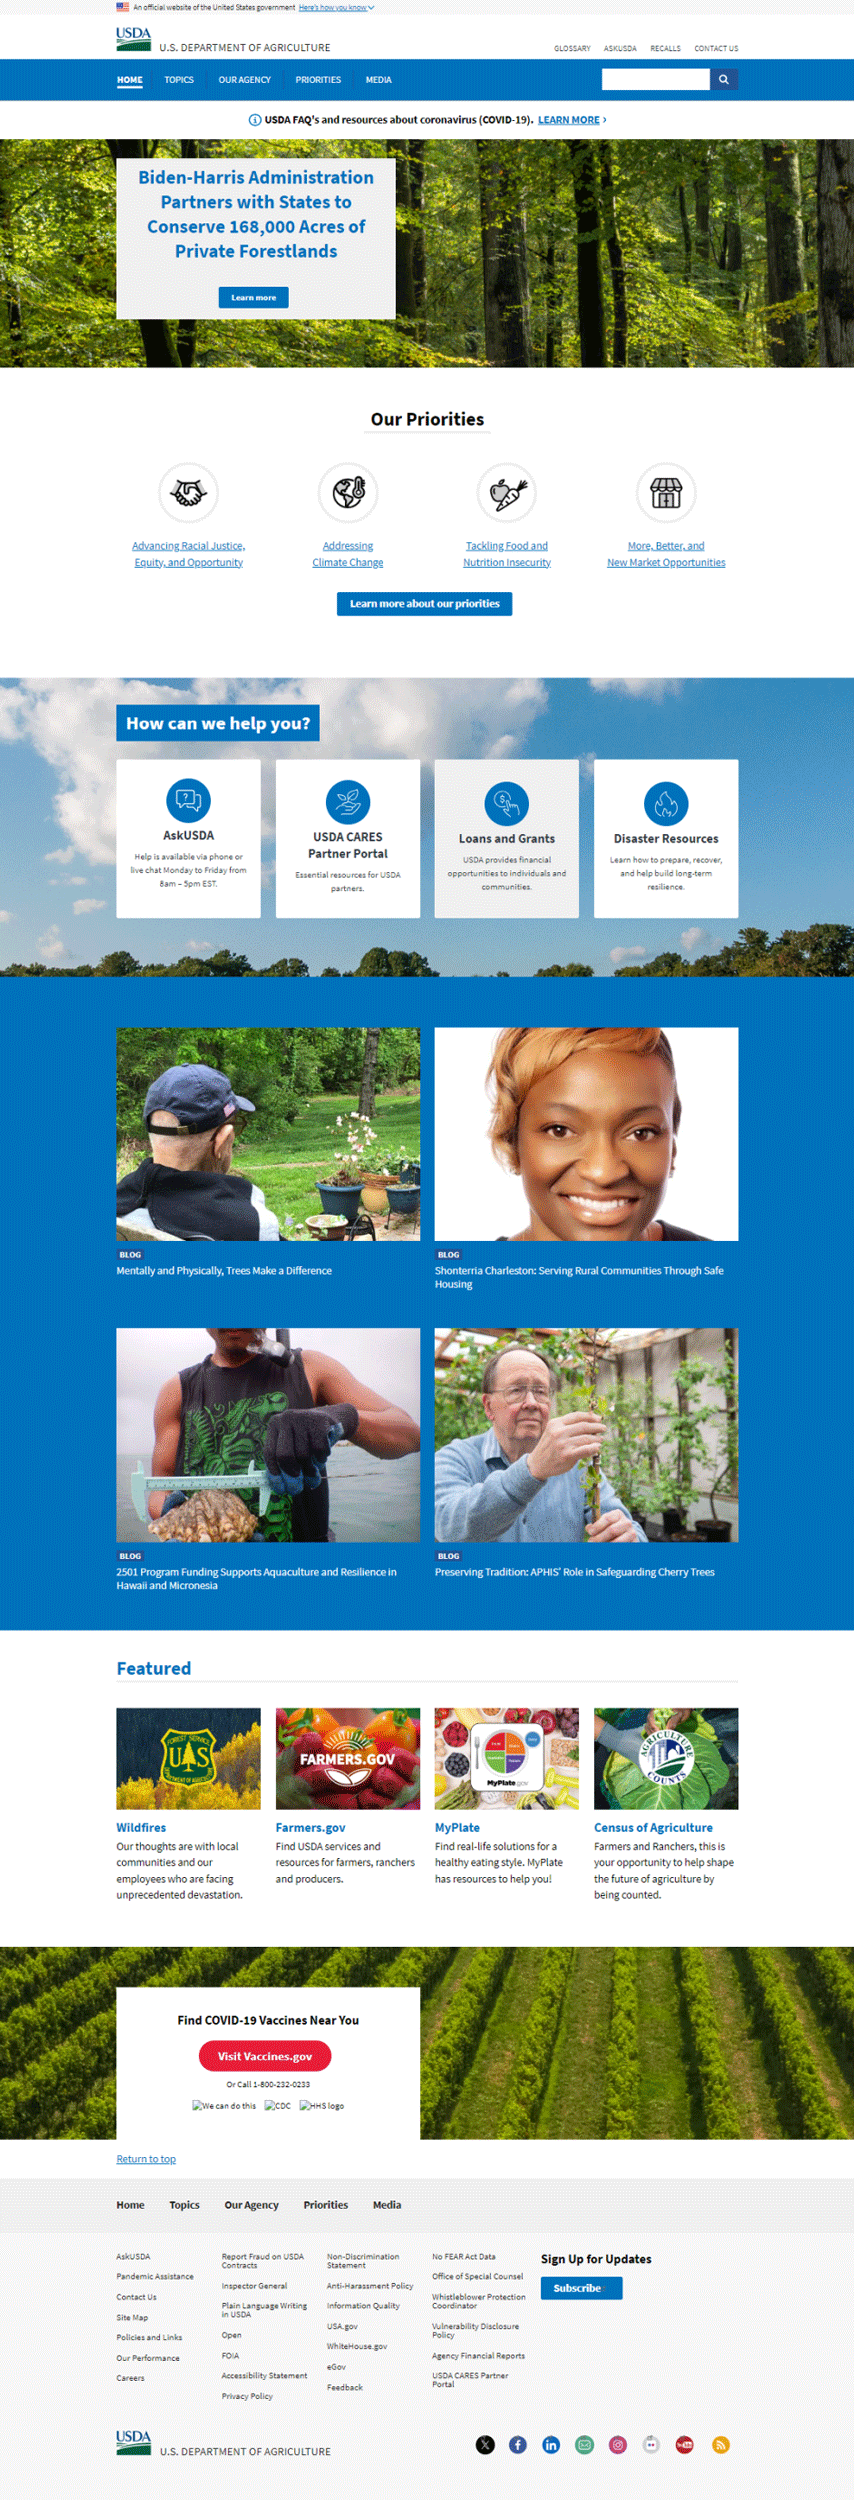 An official website of the United States government Here's how you know
USDA
U.S. DEPARTMENT OF AGRICULTURE
GLOSSARY ASKUSDA RECALLS CONTACT US
HOME TOPICS OUR AGENCY PRIORITIES MEDIA
USDA FAQ's and resources about coronavirus (COVID-19). LEARN MORE
Biden-Harris Administration
Partners with States to
Conserve 168,000 Acres of
Private Forestlands
Learn more
Our Priorities
Advancing Racial Justice,
Equity, and Opportunity
Addressing
Climate Change
Tackling Food and
Nutrition Insecurity
More, Better, and
New Market Opportunities
Learn more about our priorities
How can we help you?
AskUSDA
Help is available via phone or
live chat Monday to Friday from
8am – 5pm EST.
USDA CARES
Partner Portal
Essential resources for USDA
partners.
Loans and Grants
USDA provides financial
opportunities to individuals and
communities.
Disaster Resources
Learn how to prepare, recover,
and help build long-term
resilience.
BLOG
Mentally and Physically, Trees Make a Difference
BLOG
Shonterria Charleston: Serving Rural Communities Through Safe
Housing
BLOG
2501 Program Funding Supports Aquaculture and Resilience in
Hawaii and Micronesia
BLOG
Preserving Tradition: APHIS' Role in Safeguarding Cherry Trees
Featured
FOREST SERVICE
U S
DEPARTMENT OF AGRICULTURE
FARMERS.GOV
MyPlate.gov
AGRICULTURE
COUNTS
Wildfires
Our thoughts are with local
communities and our
employees who are facing
unprecedented devastation.
Farmers.gov
Find USDA services and
resources for farmers, ranchers
and producers.
MyPlate
Find real-life solutions for a
healthy eating style. MyPlate
has resources to help you!
Census of Agriculture
Farmers and Ranchers, this is
your opportunity to help shape
the future of agriculture by
being counted.
Find COVID-19 Vaccines Near You
Visit Vaccines.gov
Or Call 1-800-232-0233
We can do this CDC HHS logo
Return to top
Home Topics Our Agency Priorities Media
AskUSDA
Pandemic Assistance
Contact Us
Site Map
Policies and Links
Our Performance
Careers
Report Fraud on USDA
Contracts
Inspector General
Plain Language Writing
in USDA
Open
FOIA
Accessibility Statement
Privacy Policy
Non-Discrimination
Statement
Anti-Harassment Policy
Information Quality
USA.gov
WhiteHouse.gov
eGov
Feedback
No FEAR Act Data
Office of Special Counsel
Whistleblower Protection
Coordinator
Vulnerability Disclosure
Policy
Agency Financial Reports
USDA CARES Partner
Portal
Sign Up for Updates
Subscribe
USDA
U.S. DEPARTMENT OF AGRICULTURE